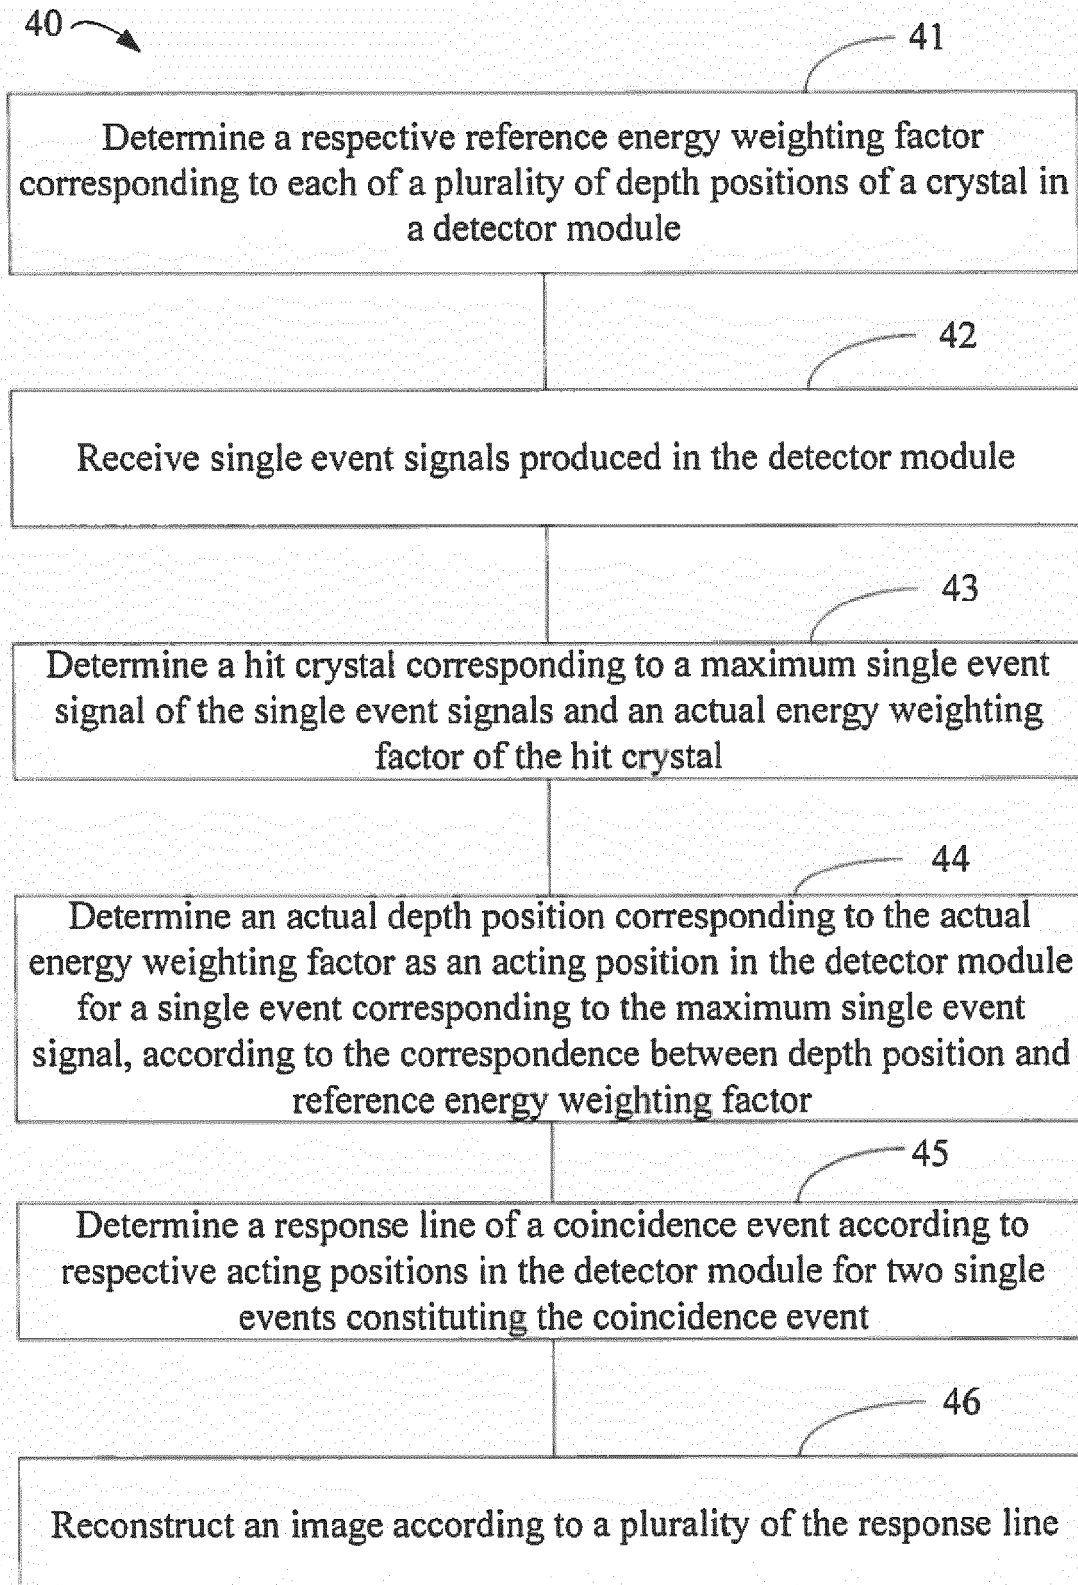 40
41
Determine a respective reference energy weighting factor
corresponding to each of a plurality of depth positions of a crystal in
a detector module
42
Receive single event signals produced in the detector module
43
Determine a hit crystal corresponding to a maximum single event
signal of the single event signals and an actual energy weighting
factor of the hit crystal
44
Determine an actual depth position corresponding to the actual
energy weighting factor as an acting position in the detector module
for a single event corresponding to the maximum single event
signal, according to the correspondence between depth position and
reference energy weighting factor
45
Determine a response line of a coincidence event according to
respective acting positions in the detector module for two single
events constituting the coincidence event
46
Reconstruct an image according to a plurality of the response line